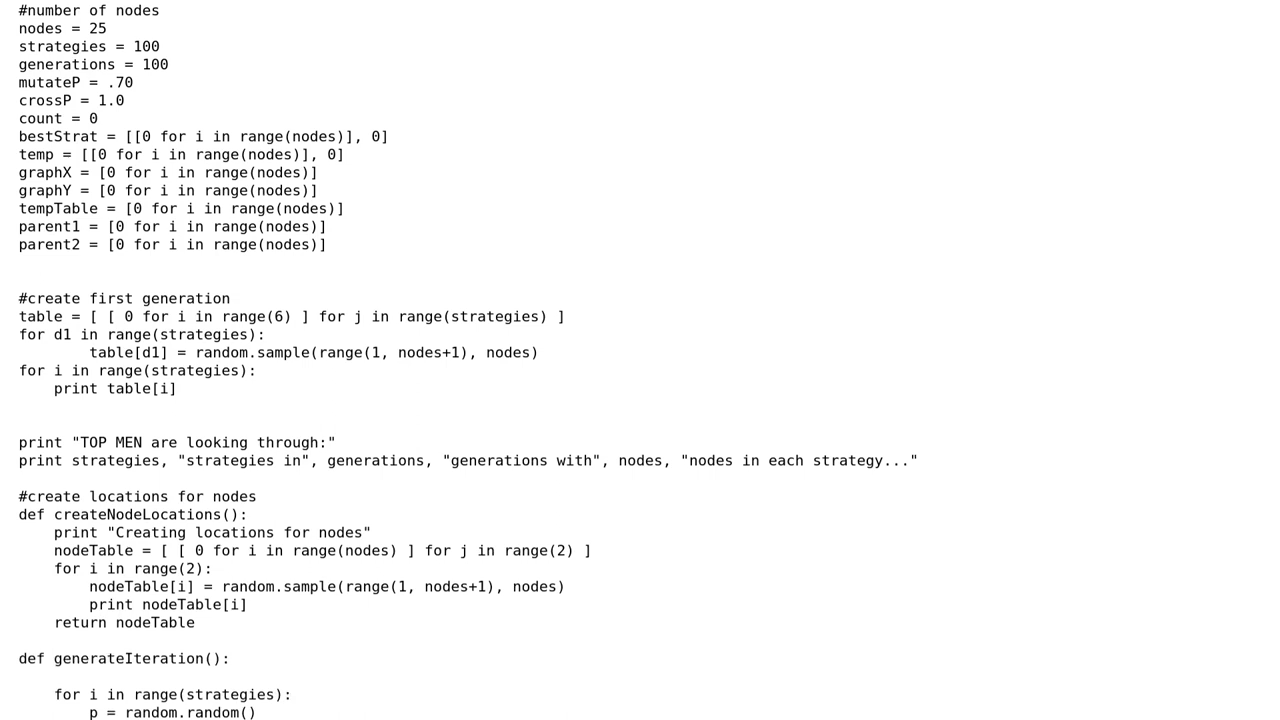 #number of nodes
nodes = 25
strategies = 100
generations = 100
mutateP = .70
crossP = 1.0
count = 0
bestStrat = [[0 for i in range(nodes)], 0]
temp = [[0 for i in range(nodes)], 0]
graphX = [0 for i in range(nodes)]
graphY = [0 for i in range(nodes)]
tempTable = [0 for i in range(nodes)]
parent1 = [0 for i in range(nodes)]
parent2 = [0 for i in range(nodes)]
#create first generation
table = [ [ 0 for i in range(6) ] for j in range(strategies) ]
for d1 in range(strategies):
        table[d1] = random.sample(range(1, nodes+1), nodes)
for i in range(strategies):
    print table[i]
print "TOP MEN are looking through:"
print strategies, "strategies in", generations, "generations with", nodes, "nodes in each strategy..."
#create locations for nodes
def createNodeLocations():
    print "Creating locations for nodes"
    nodeTable = [ [ 0 for i in range(nodes) ] for j in range(2) ]
    for i in range(2):
        nodeTable[i] = random.sample(range(1, nodes+1), nodes)
        print nodeTable[i]
    return nodeTable
def generateIteration():
    for i in range(strategies):
        p = random.random()